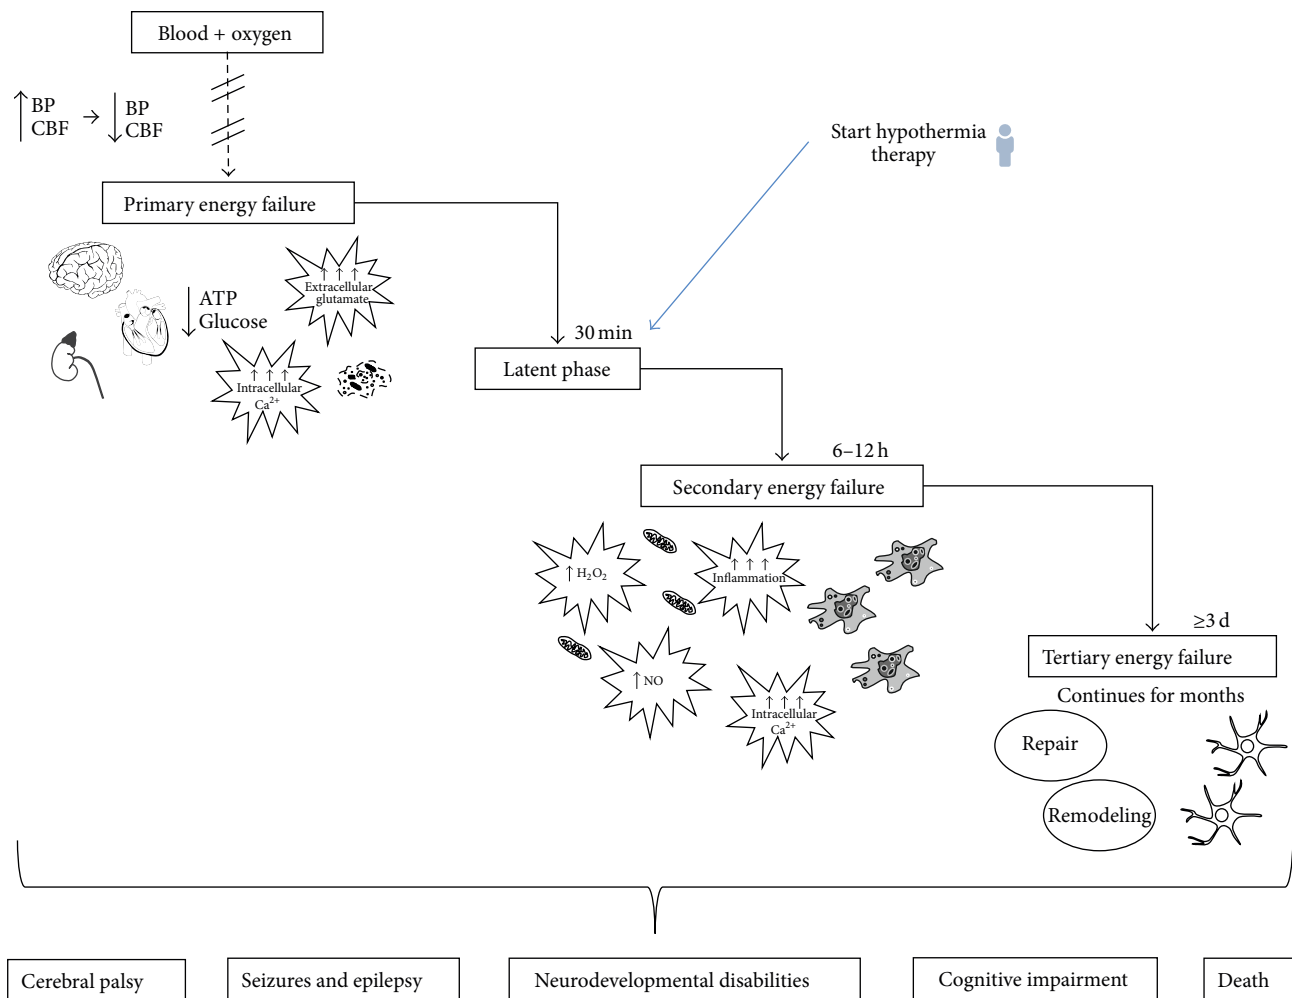 Blood + oxygen
↑ BP
CBF
→
↓ BP
CBF
Start hypothermia
therapy
Primary energy failure
↑ ↑ ↑
Extracellular
glutamate
↓ ATP
Glucose
30 min
Latent phase
↑ ↑ ↑
Intracellular
Ca²⁺
6–12 h
Secondary energy failure
↑ H₂O₂
↑ ↑ ↑
Inflammation
≥3 d
Tertiary energy failure
Continues for months
↑ NO
↑ ↑ ↑
Intracellular
Ca²⁺
Repair
Remodeling
Cerebral palsy
Seizures and epilepsy
Neurodevelopmental disabilities
Cognitive impairment
Death